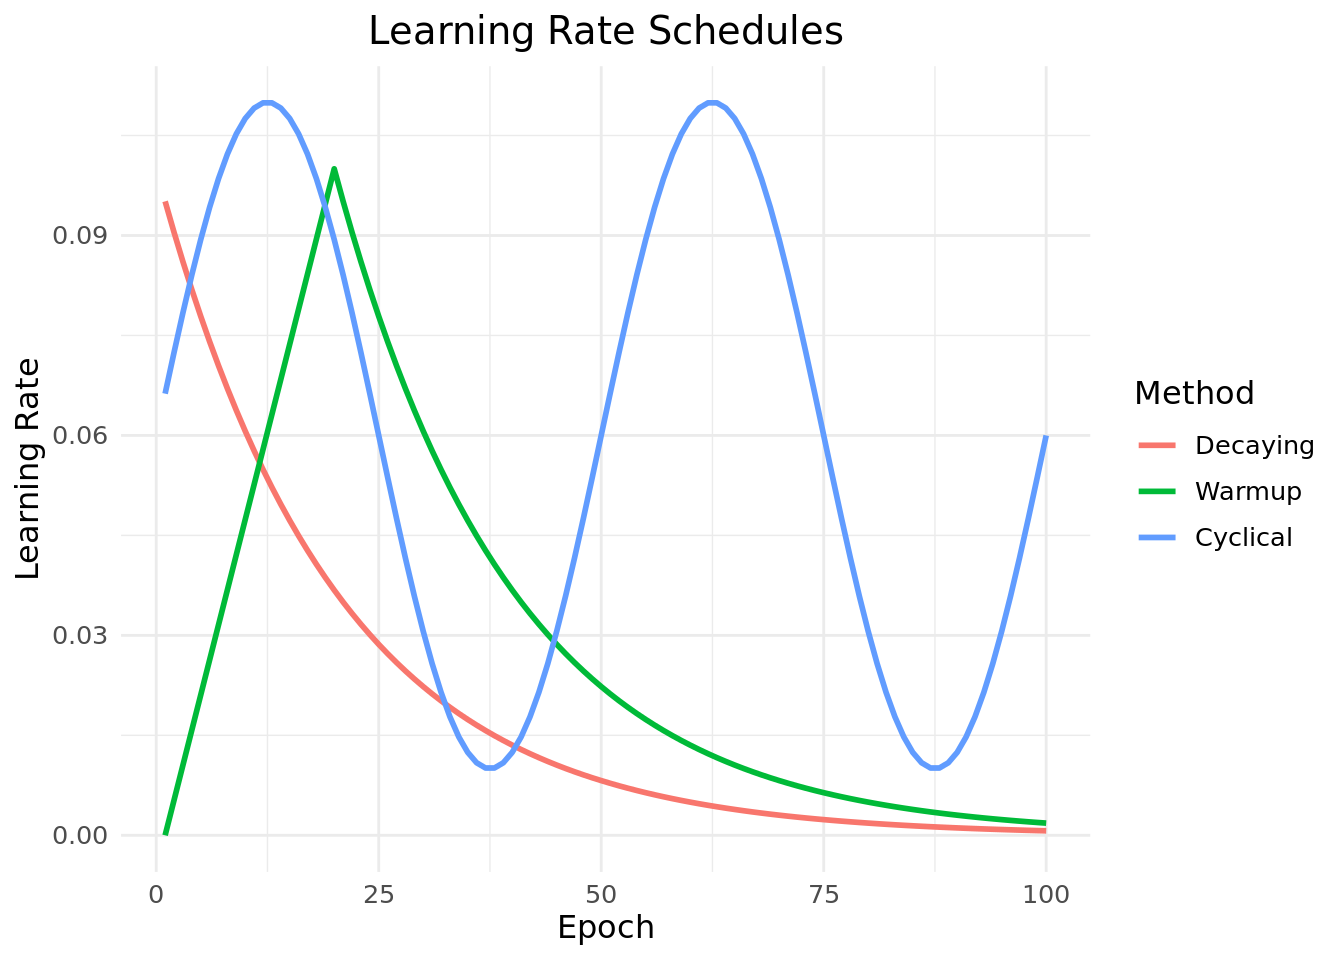 Learning Rate Schedules
Learning Rate
0.09
0.06
0.03
0.00
0 25 50 75 100
Epoch
Method
Decaying
Warmup
Cyclical